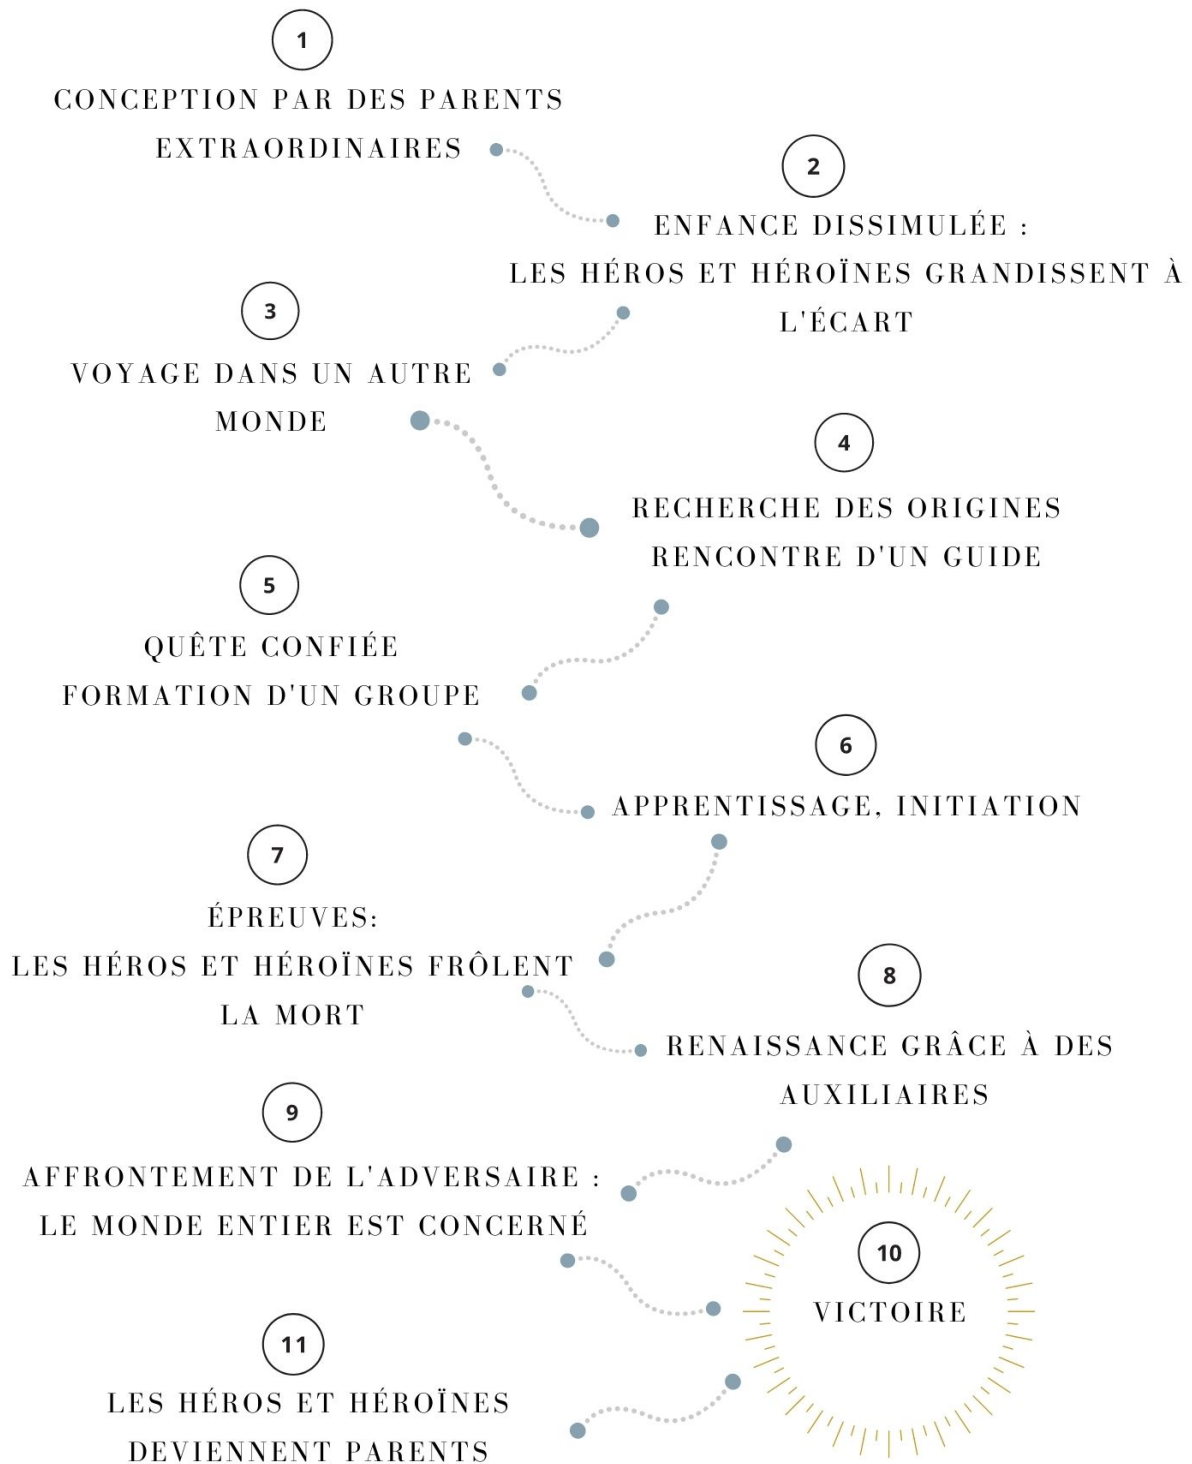 1
CONCEPTION PAR DES PARENTS
EXTRAORDINAIRES
2
ENFANCE DISSIMULÉE :
LES HÉROS ET HÉROÏNES GRANDISSENT À
L'ÉCART
3
VOYAGE DANS UN AUTRE
MONDE
4
RECHERCHE DES ORIGINES
RENCONTRE D'UN GUIDE
5
QUÊTE CONFIÉE
FORMATION D'UN GROUPE
6
APPRENTISSAGE, INITIATION
7
ÉPREUVES:
LES HÉROS ET HÉROÏNES FRÔLENT
LA MORT
8
RENAISSANCE GRÂCE À DES
AUXILIAIRES
9
AFFRONTEMENT DE L'ADVERSAIRE :
LE MONDE ENTIER EST CONCERNÉ
10
VICTOIRE
11
LES HÉROS ET HÉROÏNES
DEVIENNENT PARENTS